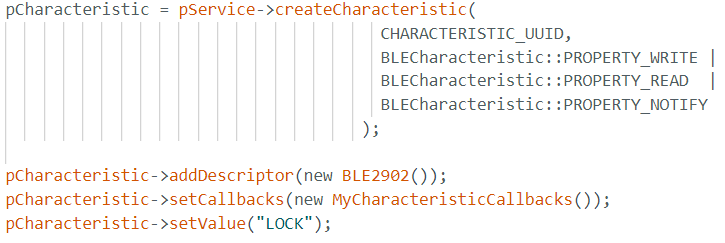 pCharacteristic = pService->createCharacteristic(
CHARACTERISTIC_UUID,
BLECharacteristic::PROPERTY_WRITE |
BLECharacteristic::PROPERTY_READ |
BLECharacteristic::PROPERTY_NOTIFY
);
pCharacteristic->addDescriptor(new BLE2902());
pCharacteristic->setCallbacks(new MyCharacteristicCallbacks());
pCharacteristic->setValue("LOCK");